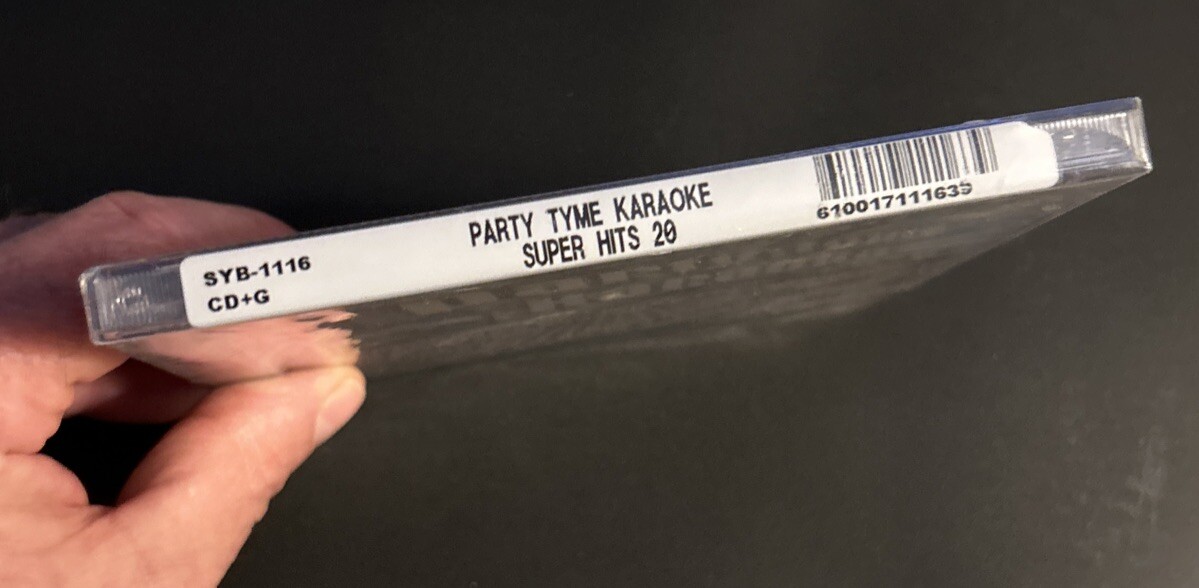 SYB-1116
CD+G
PARTY TYME KARAOKE
SUPER HITS 20
610017111639